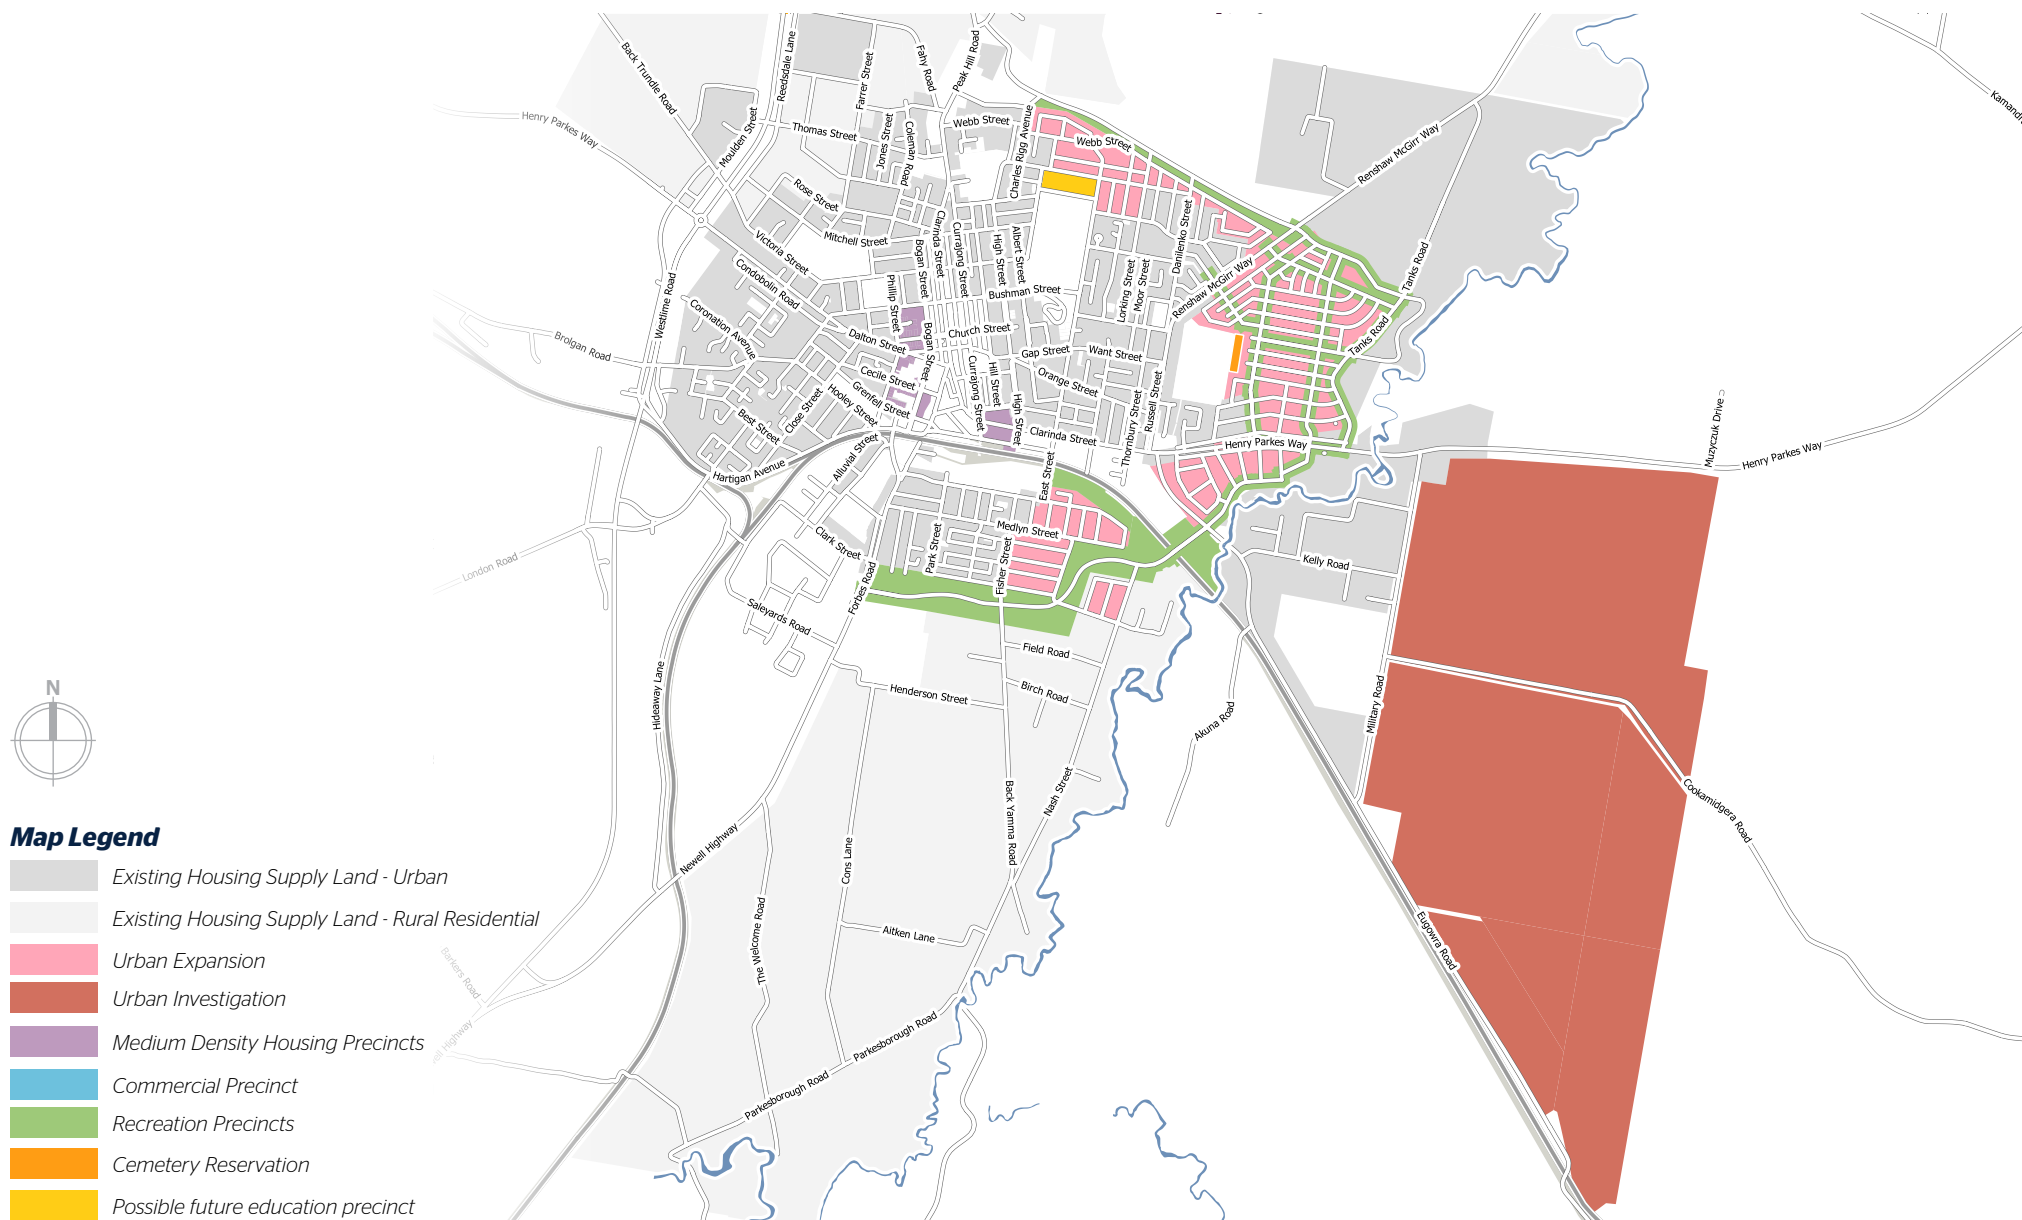 Back Trundle Road
Reedsdale Lane
Farrer Street
Fahy Road
Peak Hill Road
Henry Parkes Way
Moulden Street
Thomas Street
Jones Street
Coleman Road
Webb Street
Charles Rigg Avenue
Webb Street
Renshaw McGirr Way
Rose Street
Mitchell Street
Victoria Street
Condobolin Road
Clarinda Street
Currajong Street
Bogan Street
High Street
Albert Street
Danilenko Street
Lorking Street
Moor Street
Renshaw McGirr Way
Tanks Road
Westlime Road
Coronation Avenue
Phillip Street
Bushman Street
Church Street
Bogan Street
Dalton Street
Gap Street
Want Street
Tanks Road
Brolgan Road
Cecile Street
Grenfell Street
Hooley Street
Currajong Street
Hill Street
High Street
Orange Street
Thornbury Street
Russell Street
Close Street
Best Street
Clarinda Street
Henry Parkes Way
Muzyczuk Drive
Henry Parkes Way
Alluvial Street
Hartigan Avenue
East Street
Medlyn Street
Clark Street
Park Street
Fisher Street
Kelly Road
London Road
Forbes Road
Saleyards Road
Field Road
Birch Road
Henderson Street
Hideaway Lane
Akuna Road
Military Road
N
Nash Street
Back Yamma Road
Cookamidgera Road
Newell Highway
Cons Lane
The Welcome Road
Aitken Lane
Eugowra Road
Barkers Road
Parkesborough Road
Parkesborough Road
Map Legend
Existing Housing Supply Land - Urban
Existing Housing Supply Land - Rural Residential
Urban Expansion
Urban Investigation
Medium Density Housing Precincts
Commercial Precinct
Recreation Precincts
Cemetery Reservation
Possible future education precinct